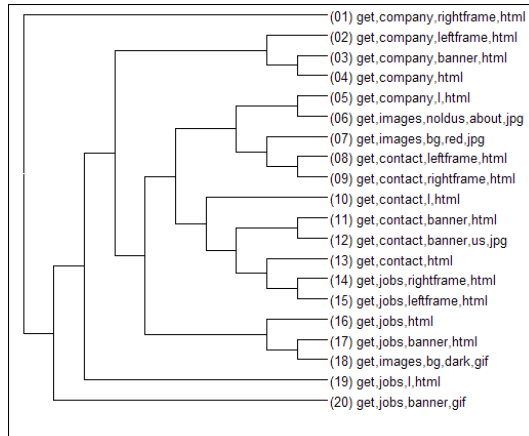 (01) get,company,rightframe,html
(02) get,company,leftframe,html
(03) get,company,banner,html
(04) get,company,html
(05) get,company,l,html
(06) get,images,noldus,about,jpg
(07) get,images,bg,red,jpg
(08) get,contact,leftframe,html
(09) get,contact,rightframe,html
(10) get,contact,l,html
(11) get,contact,banner,html
(12) get,contact,banner,us,jpg
(13) get,contact,html
(14) get,jobs,rightframe,html
(15) get,jobs,leftframe,html
(16) get,jobs,html
(17) get,jobs,banner,html
(18) get,images,bg,dark,gif
(19) get,jobs,l,html
(20) get,jobs,banner,gif